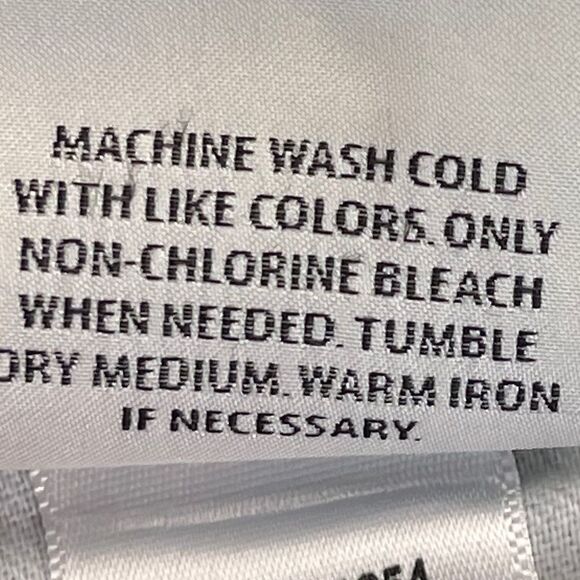 MACHINE WASH COLD
WITH LIKE COLORS. ONLY
NON-CHLORINE BLEACH
WHEN NEEDED. TUMBLE
DRY MEDIUM. WARM IRON
IF NECESSARY.